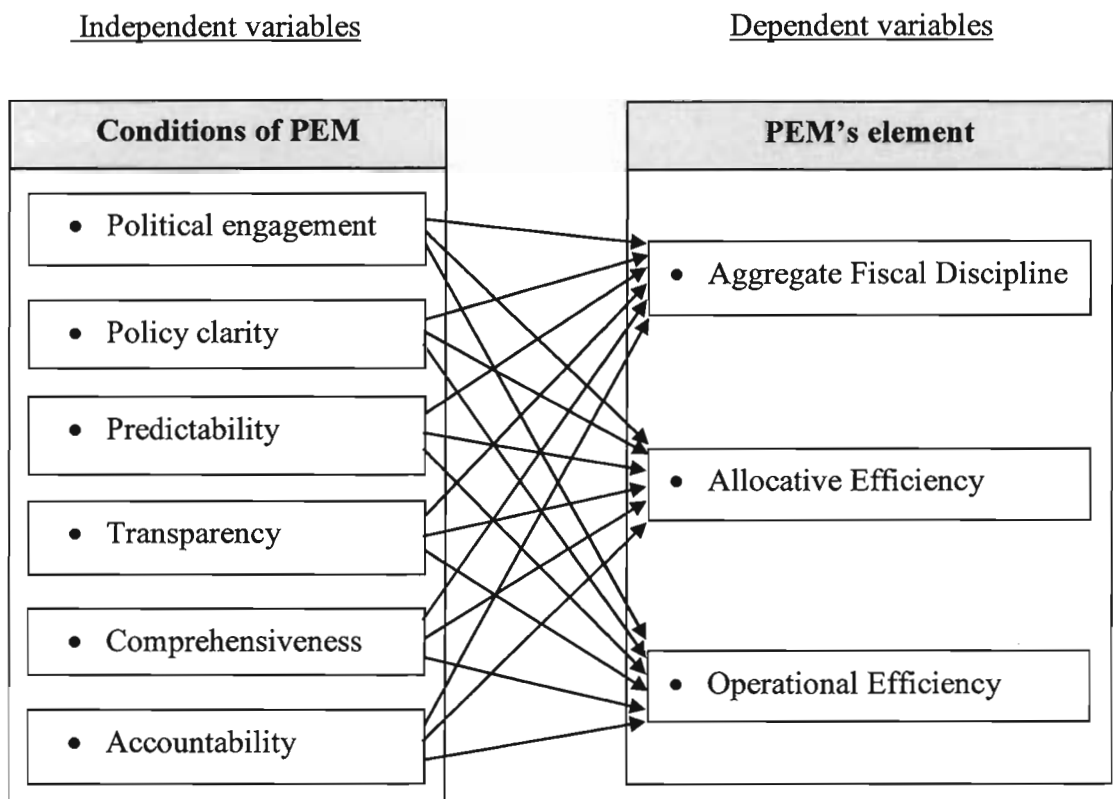 Independent variables
Dependent variables
Conditions of PEM
PEM's element
• Political engagement
• Policy clarity
• Predictability
• Transparency
• Comprehensiveness
• Accountability
• Aggregate Fiscal Discipline
• Allocative Efficiency
• Operational Efficiency